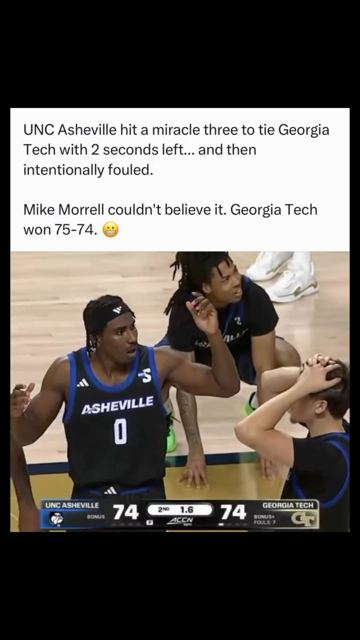 UNC Asheville hit a miracle three to tie Georgia
Tech with 2 seconds left... and then
intentionally fouled.
Mike Morrell couldn't believe it. Georgia Tech
won 75-74. 😬
ASHEVILLE
0
UNC ASHEVILLE
BONUS
74
2ND 1.6
ACCN
74
GEORGIA TECH
BONUS+
FOULS: 7
GT